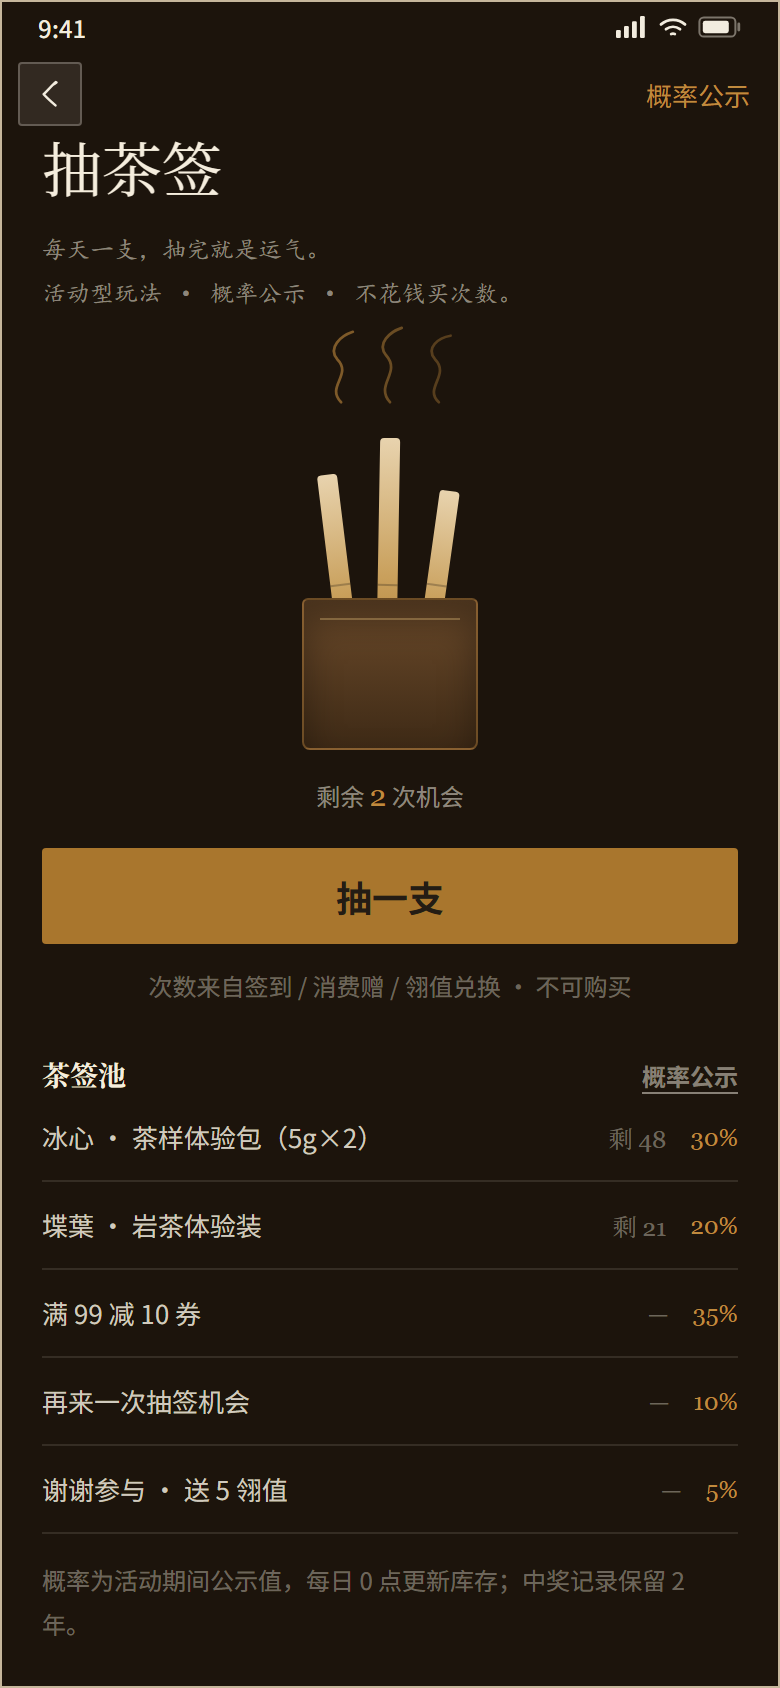 9:41
概率公示
抽茶签
每天一支，抽完就是运气。
活动型玩法 • 概率公示 • 不花钱买次数。
剩余 2 次机会
抽一支
次数来自签到 / 消费赠 / 翎值兑换 • 不可购买
茶签池 概率公示
冰心 • 茶样体验包（5g×2） 剩 48 30%
堞葉 • 岩茶体验装 剩 21 20%
满 99 减 10 券 — 35%
再来一次抽签机会 — 10%
谢谢参与 • 送 5 翎值 — 5%
概率为活动期间公示值，每日 0 点更新库存；中奖记录保留 2
年。